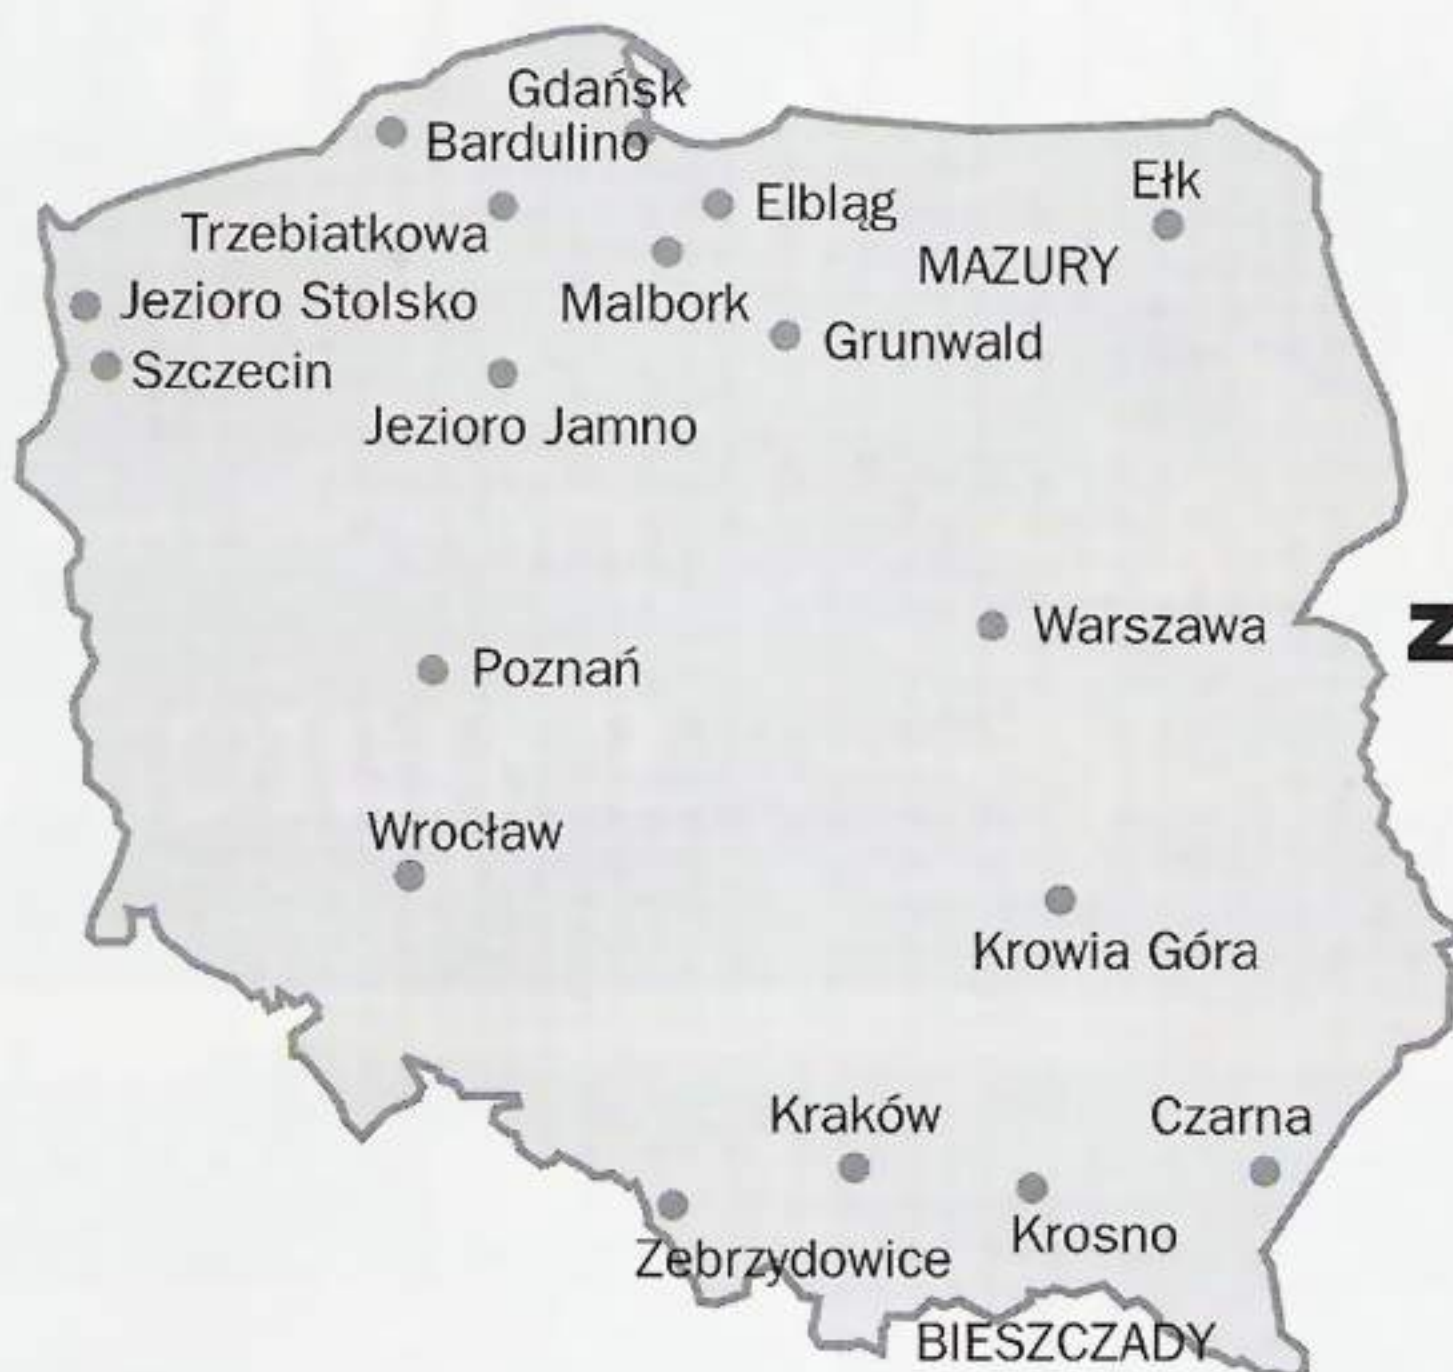 Gdańsk
Bardulino
Elbląg
Ełk
Trzebiatkowa
MAZURY
Jezioro Stolsko
Malbork
Grunwald
Szczecin
Jezioro Jamno
Warszawa
z
Poznań
Wrocław
Krowia Góra
Kraków
Czarna
Krosno
Zebrzydowice
BIESZCZADY